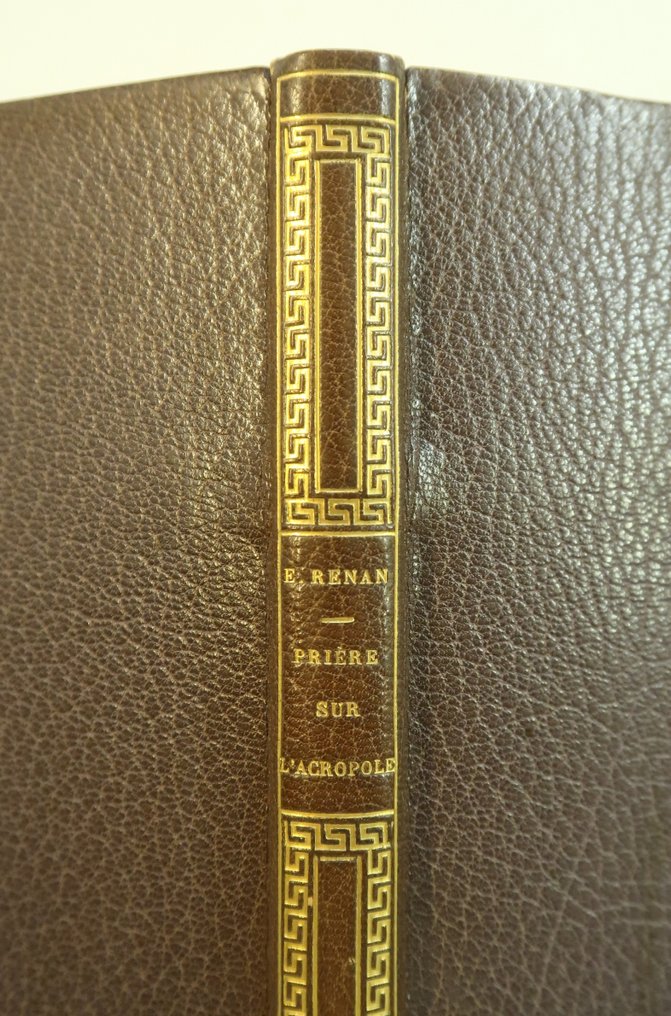 E. RENAN
PRIÈRE
SUR
L'ACROPOLE